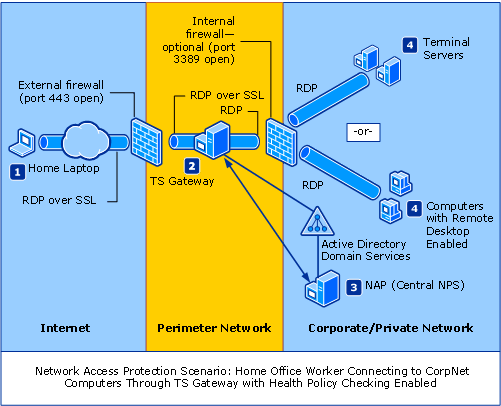 Internal
firewall—
optional (port
3389 open)
4
Terminal
Servers
External firewall
(port 443 open)
RDP
RDP over SSL
RDP
-or-
1
Home Laptop
2
TS Gateway
RDP
RDP over SSL
4
Computers
with Remote
Desktop
Enabled
Active Directory
Domain Services
3
NAP (Central NPS)
Internet
Perimeter Network
Corporate/Private Network
Network Access Protection Scenario: Home Office Worker Connecting to CorpNet
Computers Through TS Gateway with Health Policy Checking Enabled